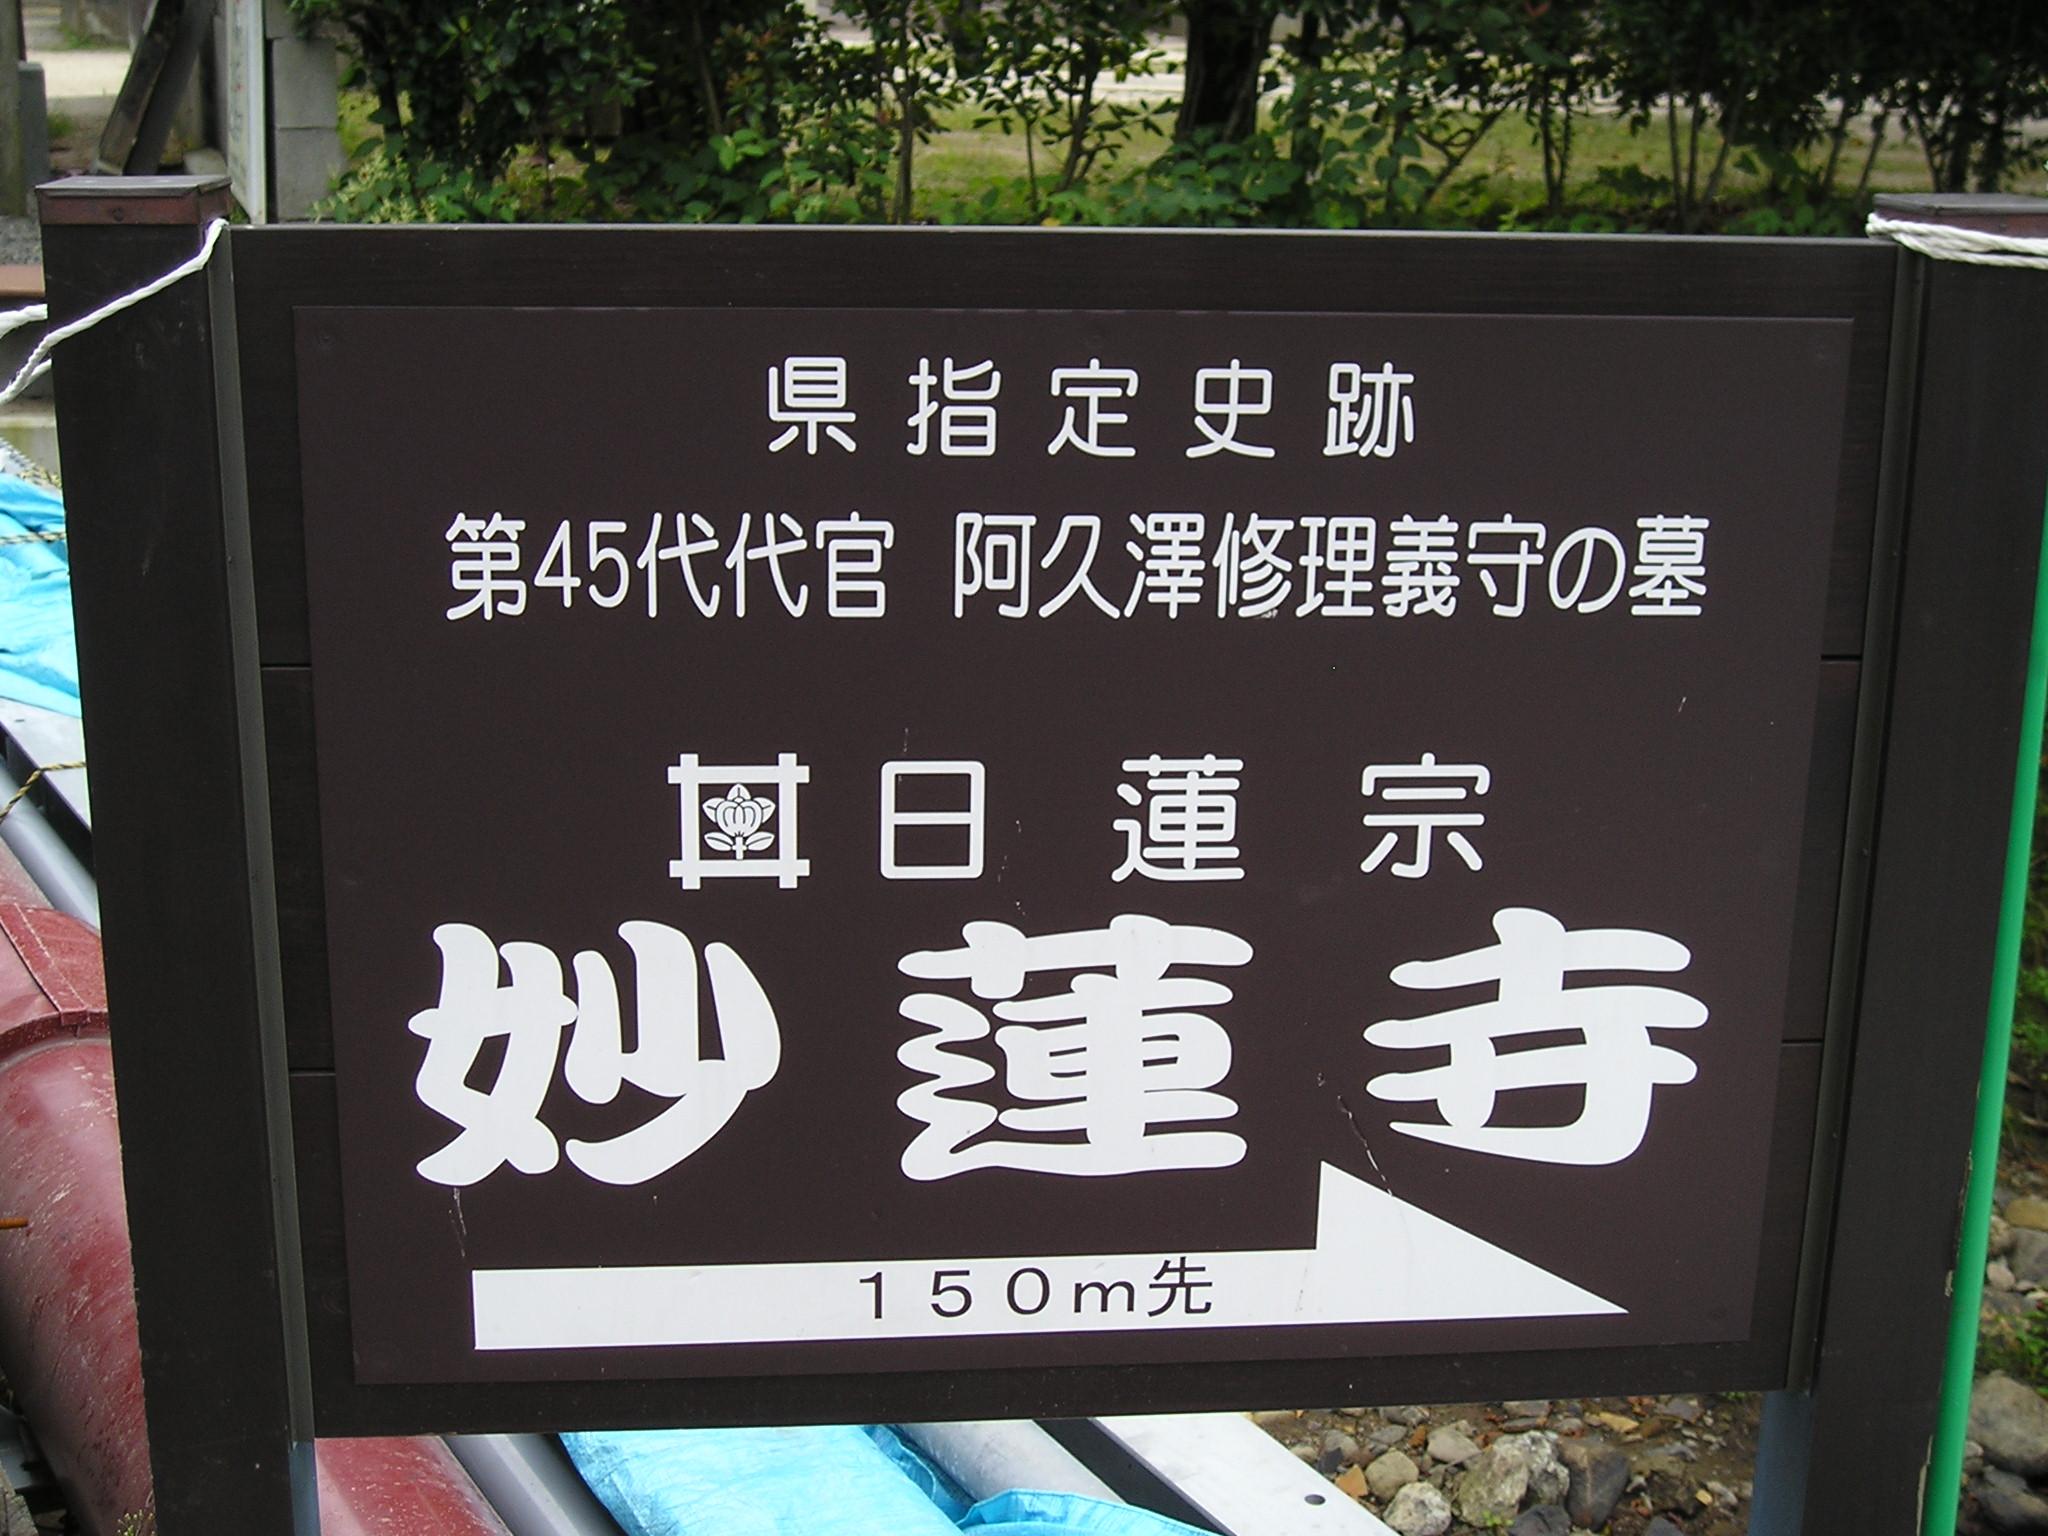 県指定史跡
第45代代官 阿久澤修理義守の墓
日蓮宗
妙蓮寺
150m先